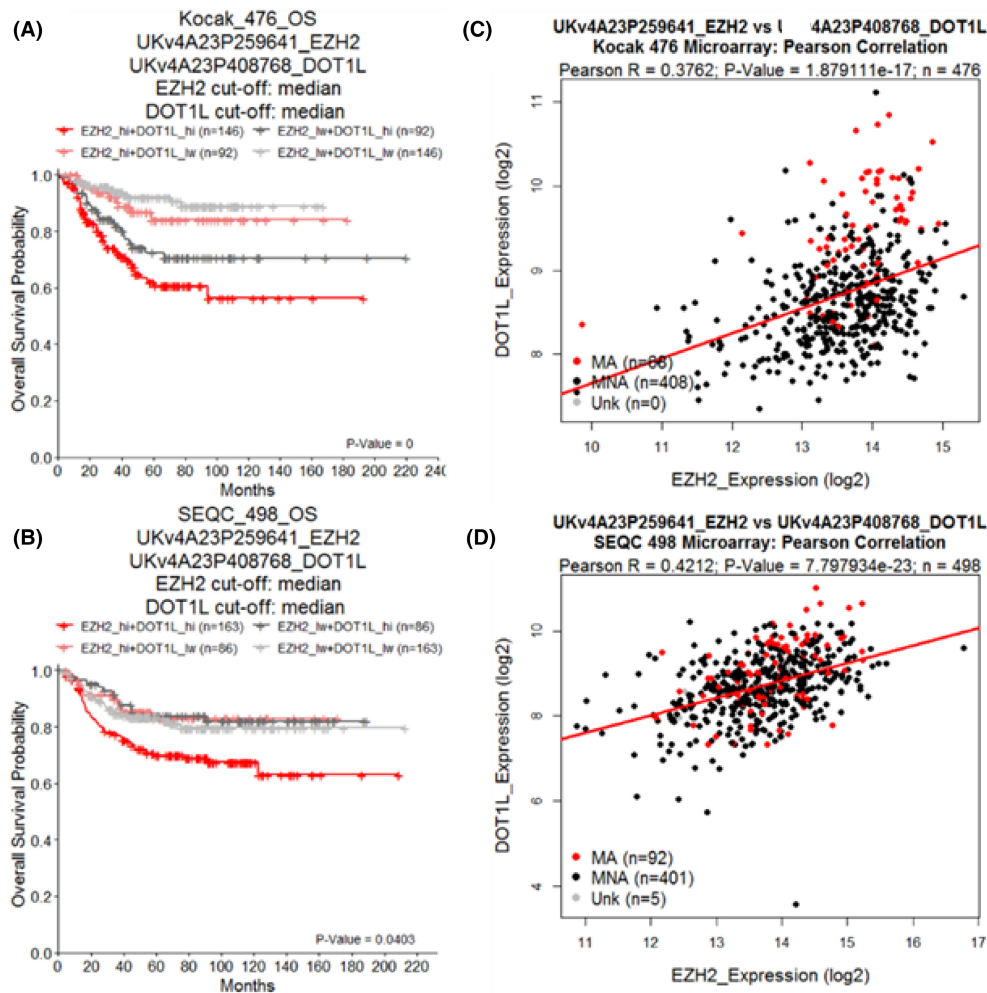 (A)
Kocak_476_OS
UKv4A23P259641_EZH2
UKv4A23P408768_DOT1L
EZH2 cut-off: median
DOT1L cut-off: median
EZH2_hi+DOT1L_hi (n=146) EZH2_lw+DOT1L_hi (n=92)
EZH2_hi+DOT1L_lw (n=92) EZH2_lw+DOT1L_lw (n=146)
Overall Survival Probability
1.0
0.8
0.6
0.4
0.2
0.0
P-Value = 0
0 20 40 60 80 100 120 140 160 180 200 220 240
Months
(B)
SEQC_498_OS
UKv4A23P259641_EZH2
UKv4A23P408768_DOT1L
EZH2 cut-off: median
DOT1L cut-off: median
EZH2_hi+DOT1L_hi (n=163) EZH2_lw+DOT1L_hi (n=86)
EZH2_hi+DOT1L_lw (n=86) EZH2_lw+DOT1L_lw (n=163)
Overall Survival Probability
1.0
0.8
0.6
0.4
0.2
0.0
P-Value = 0.0403
0 20 40 60 80 100 120 140 160 180 200 220
Months
(C)
UKv4A23P259641_EZH2 vs 4A23P408768_DOT1L
Kocak 476 Microarray: Pearson Correlation
Pearson R = 0.3762; P-Value = 1.879111e-17; n = 476
DOT1L_Expression (log2)
11
10
9
8
MA
MNA (n=408)
Unk (n=0)
10 11 12 13 14 15
EZH2_Expression (log2)
(D)
UKv4A23P259641_EZH2 vs UKv4A23P408768_DOT1L
SEQC 498 Microarray: Pearson Correlation
Pearson R = 0.4212; P-Value = 7.797934e-23; n = 498
DOT1L_Expression (log2)
10
8
6
4
MA (n=92)
MNA (n=401)
Unk (n=5)
11 12 13 14 15 16 17
EZH2_Expression (log2)